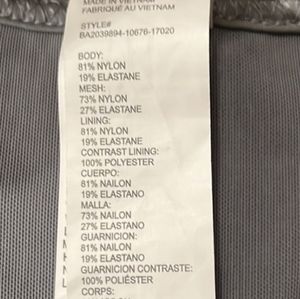 MADE IN VIETNAM
FABRIQUÉ AU VIETNAM
STYLE#
BA2039894-10676-17020
BODY:
81% NYLON
19% ELASTANE
MESH:
73% NYLON
27% ELASTANE
LINING:
81% NYLON
19% ELASTANE
CONTRAST LINING:
100% POLYESTER
CUERPO:
81% NAILON
19% ELASTANO
MALLA:
73% NAILON
27% ELASTANO
GUARNICION:
81% NAILON
19% ELASTANO
GUARNICION CONTRASTE:
100% POLIÉSTER
CORPS: